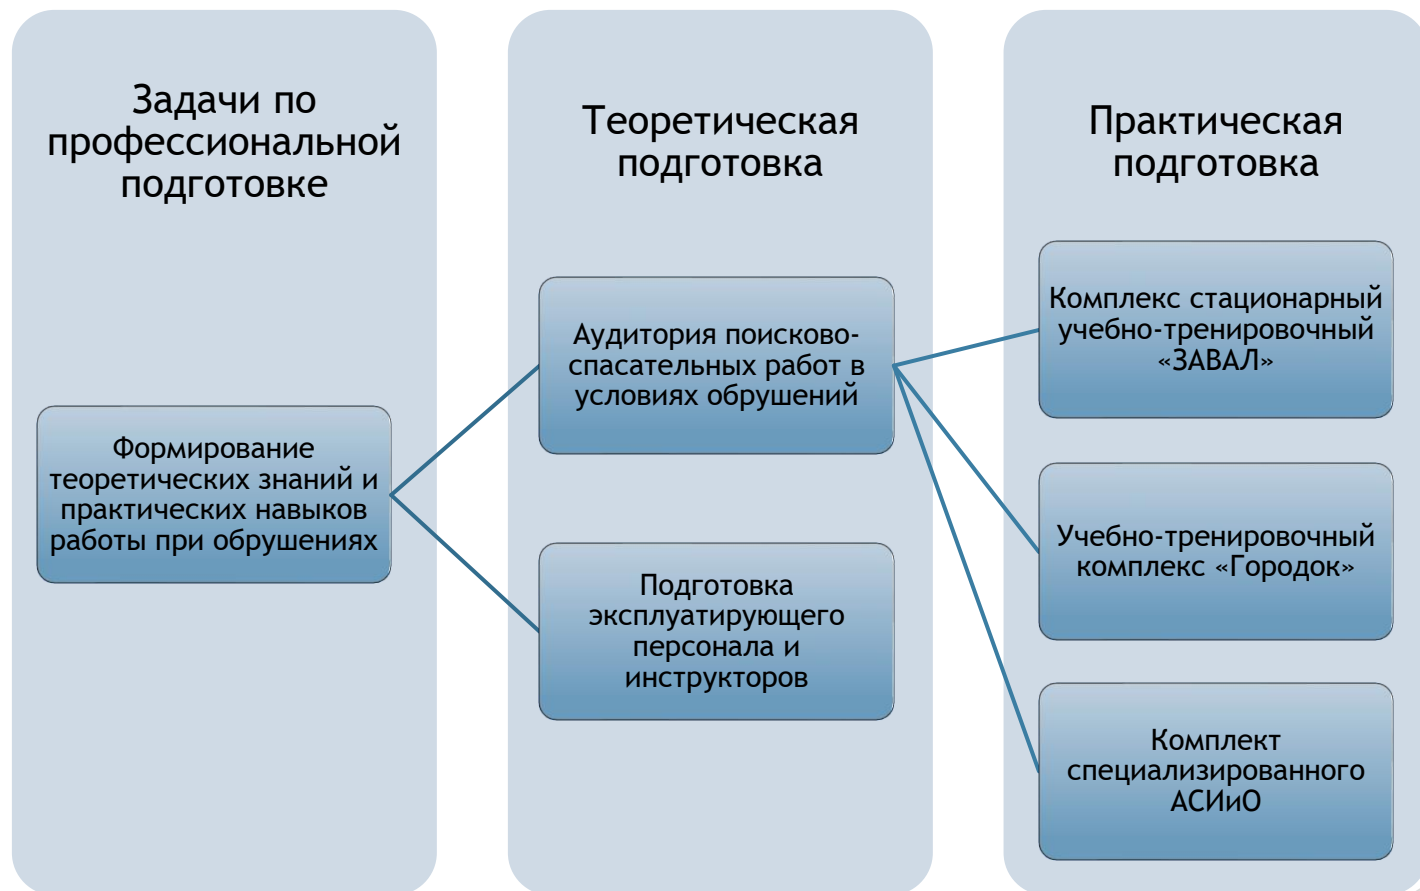 Задачи по
профессиональной
подготовке
Формирование
теоретических знаний и
практических навыков
работы при обрушениях
Теоретическая
подготовка
Аудитория поисково-
спасательных работ в
условиях обрушений
Подготовка
эксплуатирующего
персонала и
инструкторов
Практическая
подготовка
Комплекс стационарный
учебно-тренировочный
«ЗАВАЛ»
Учебно-тренировочный
комплекс «Городок»
Комплект
специализированного
АСИиО